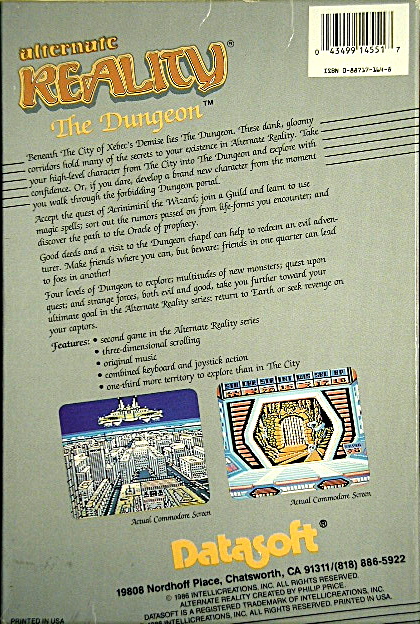 alternate
REALITY®
The Dungeon™
0 43499 14551 7
ISBN 0-88717-164-6
Beneath The City of Xebec's Demise lies The Dungeon. These dark, gloomy
corridors hold many of the secrets to your existence in Alternate Reality. Take
your high-level character from The City into The Dungeon and explore with
confidence. Or, if you dare, develop a brand new character from the moment
you walk through the forbidding Dungeon portal.
Accept the quest of Acrinimiril the Wizard; join a Guild and learn to use
magic spells; sort out the rumors passed on from life-forms you encounter; and
discover the path to the Oracle of prophecy.
Good deeds and a visit to the Dungeon chapel can help to redeem an evil adven-
turer. Make friends where you can, but beware: friends in one quarter can lead
to foes in another!
Four levels of Dungeon to explore; multitudes of new monsters; quest upon
quest; and strange forces, both evil and good, take you further toward your
ultimate goal in the Alternate Reality series: return to Earth or seek revenge on
your captors.
Features: • second game in the Alternate Reality series
• three-dimensional scrolling
• original music
• combined keyboard and joystick action
• one-third more territory to explore than in The City
Actual Commodore Screen
Actual Commodore Screen
Datasoft®
19808 Nordhoff Place, Chatsworth, CA 91311/(818) 886-5922
© 1986 INTELLICREATIONS, INC. ALL RIGHTS RESERVED.
ALTERNATE REALITY CREATED BY PHILIP PRICE.
DATASOFT IS A REGISTERED TRADEMARK OF INTELLICREATIONS, INC.
1986 INTELLICREATIONS, INC. ALL RIGHTS RESERVED. PRINTED IN USA.
PRINTED IN USA